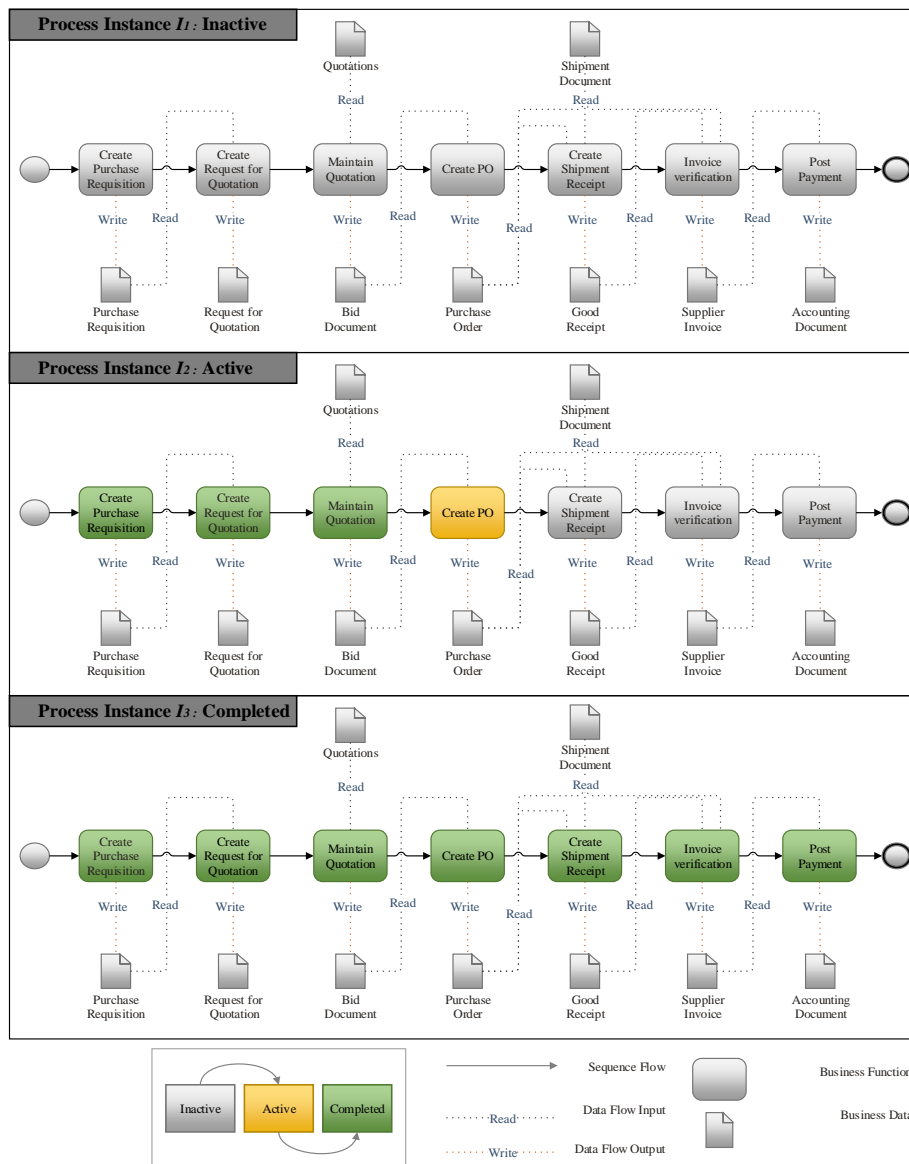 Process Instance I1 : Inactive
Quotations
Shipment
Document
Read
Read
Create
Purchase
Requisition
Create
Request for
Quotation
Maintain
Quotation
Create PO
Create
Shipment
Receipt
Invoice
verification
Post
Payment
Write
Read
Write
Write
Read
Write
Read
Write
Read
Write
Read
Write
Purchase
Requisition
Request for
Quotation
Bid
Document
Purchase
Order
Good
Receipt
Supplier
Invoice
Accounting
Document
Process Instance I2 : Active
Quotations
Shipment
Document
Read
Read
Create
Purchase
Requisition
Create
Request for
Quotation
Maintain
Quotation
Create PO
Create
Shipment
Receipt
Invoice
verification
Post
Payment
Write
Read
Write
Write
Read
Write
Read
Write
Read
Write
Read
Write
Purchase
Requisition
Request for
Quotation
Bid
Document
Purchase
Order
Good
Receipt
Supplier
Invoice
Accounting
Document
Process Instance I3 : Completed
Quotations
Shipment
Document
Read
Read
Create
Purchase
Requisition
Create
Request for
Quotation
Maintain
Quotation
Create PO
Create
Shipment
Receipt
Invoice
verification
Post
Payment
Write
Read
Write
Write
Read
Write
Read
Write
Read
Write
Read
Write
Purchase
Requisition
Request for
Quotation
Bid
Document
Purchase
Order
Good
Receipt
Supplier
Invoice
Accounting
Document
Inactive
Active
Completed
Sequence Flow
Business Function
Read
Data Flow Input
Business Data
Write
Data Flow Output